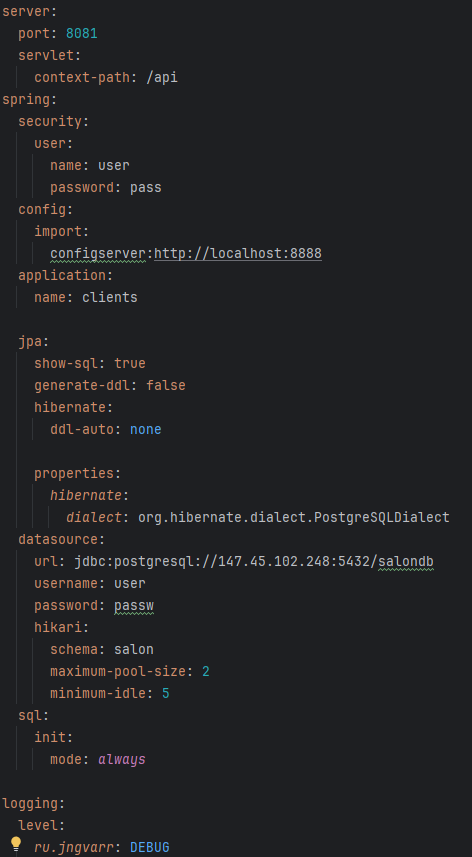 server:
  port: 8081
  servlet:
    context-path: /api
spring:
  security:
    user:
      name: user
      password: pass
  config:
    import:
      configserver:http://localhost:8888
  application:
    name: clients

  jpa:
    show-sql: true
    generate-ddl: false
    hibernate:
      ddl-auto: none

    properties:
      hibernate:
        dialect: org.hibernate.dialect.PostgreSQLDialect
  datasource:
    url: jdbc:postgresql://147.45.102.248:5432/salondb
    username: user
    password: passw
    hikari:
      schema: salon
      maximum-pool-size: 2
      minimum-idle: 5
  sql:
    init:
      mode: always

logging:
  level:
    ru.jngvarr: DEBUG